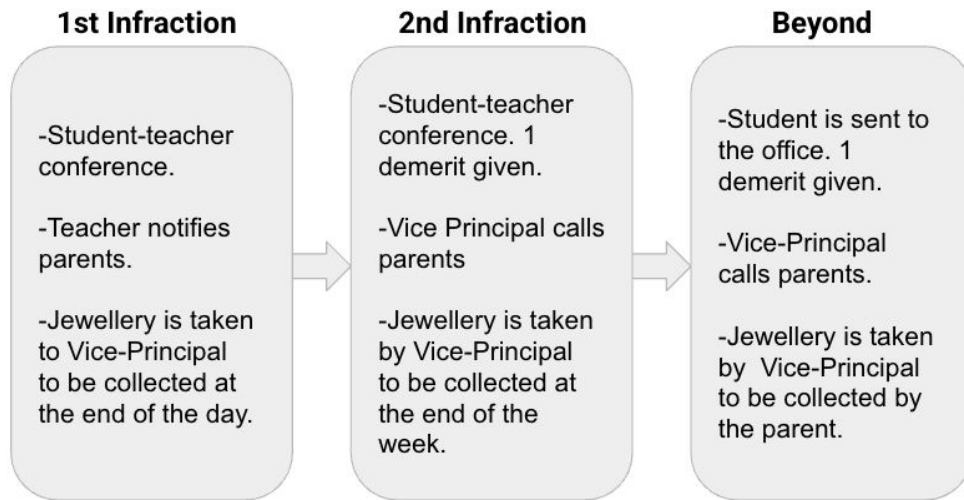 1st Infraction
-Student-teacher
conference.
-Teacher notifies
parents.
-Jewellery is taken
to Vice-Principal
to be collected at
the end of the day.
2nd Infraction
-Student-teacher
conference. 1
demerit given.
-Vice Principal calls
parents
-Jewellery is taken
by Vice-Principal
to be collected at
the end of the
week.
Beyond
-Student is sent to
the office. 1
demerit given.
-Vice-Principal
calls parents.
-Jewellery is taken
by  Vice-Principal
to be collected by
the parent.